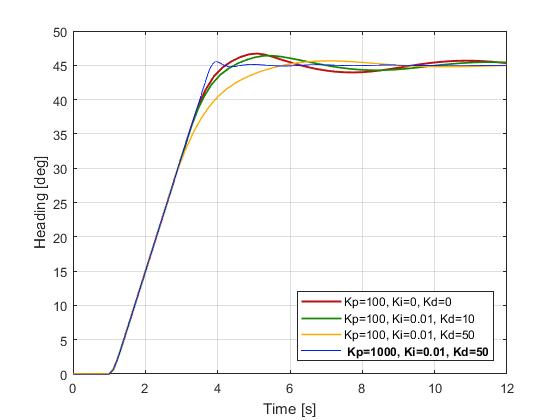 50
45
40
35
30
25
20
15
10
5
0
Heading [deg]
Kp=100, Ki=0, Kd=0
Kp=100, Ki=0.01, Kd=10
Kp=100, Ki=0.01, Kd=50
Kp=1000, Ki=0.01, Kd=50
0 2 4 6 8 10 12
Time [s]